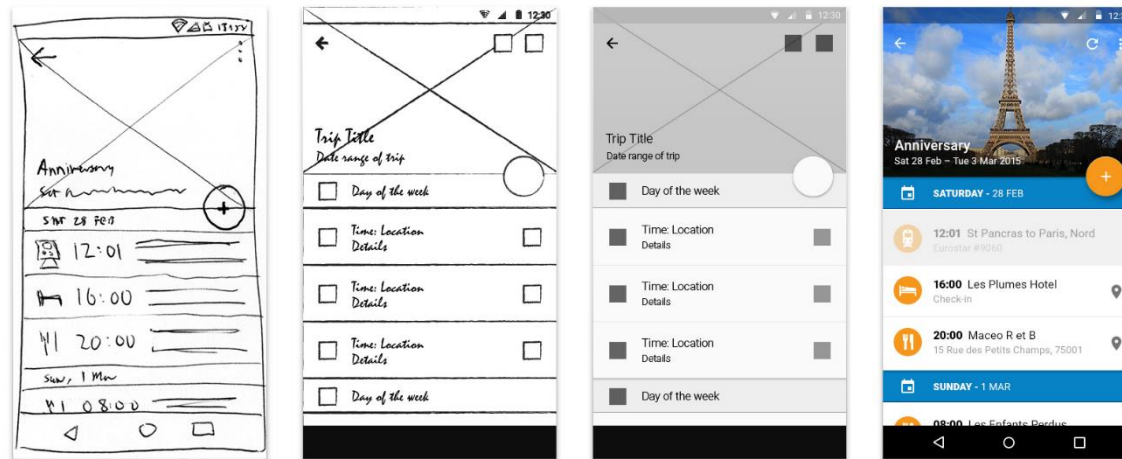 Anniversary
Sat
SAT 28 FEB
12:01
16:00
20:00
Sun, 1 Mar
08:00
12:30
Trip Title
Date range of trip
Day of the week
Time: Location
Details
Time: Location
Details
Time: Location
Details
Day of the week
12:30
Trip Title
Date range of trip
Day of the week
Time: Location
Details
Time: Location
Details
Time: Location
Details
Day of the week
12:30
Anniversary
Sat 28 Feb – Tue 3 Mar 2015
SATURDAY - 28 FEB
12:01 St Pancras to Paris, Nord
Eurostar #9060
16:00 Les Plumes Hotel
Check-in
20:00 Maceo R et B
15 Rue des Petits Champs, 75001
SUNDAY - 1 MAR
08:00 Les Enfants Perdus